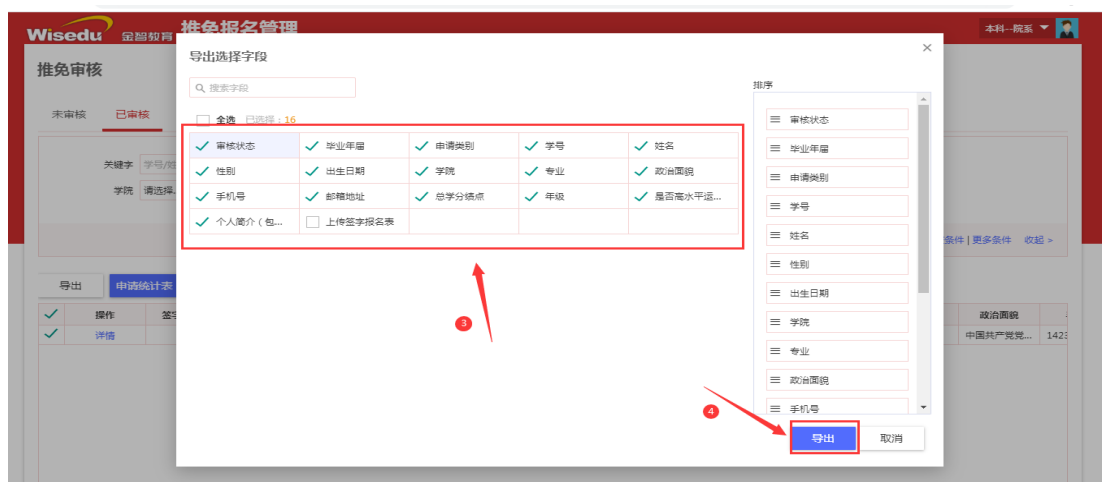 Wisedu 金智教育 推免报名管理 本科--院系
推免审核
未审核 已审核
关键字 学号/姓
学院 请选择.
条件 | 更多条件 收起 >
导出 申请统计表
操作 签字
详情
政治面貌
中国共产党党... 1423
导出选择字段
搜索字段
全选 已选择：16
审核状态 毕业年届 申请类别 学号 姓名
性别 出生日期 学院 专业 政治面貌
手机号 邮箱地址 总学分绩点 年级 是否高水平运...
个人简介（包... 上传签字报名表
3
排序
审核状态
毕业年届
申请类别
学号
姓名
性别
出生日期
学院
专业
政治面貌
手机号
4
导出 取消